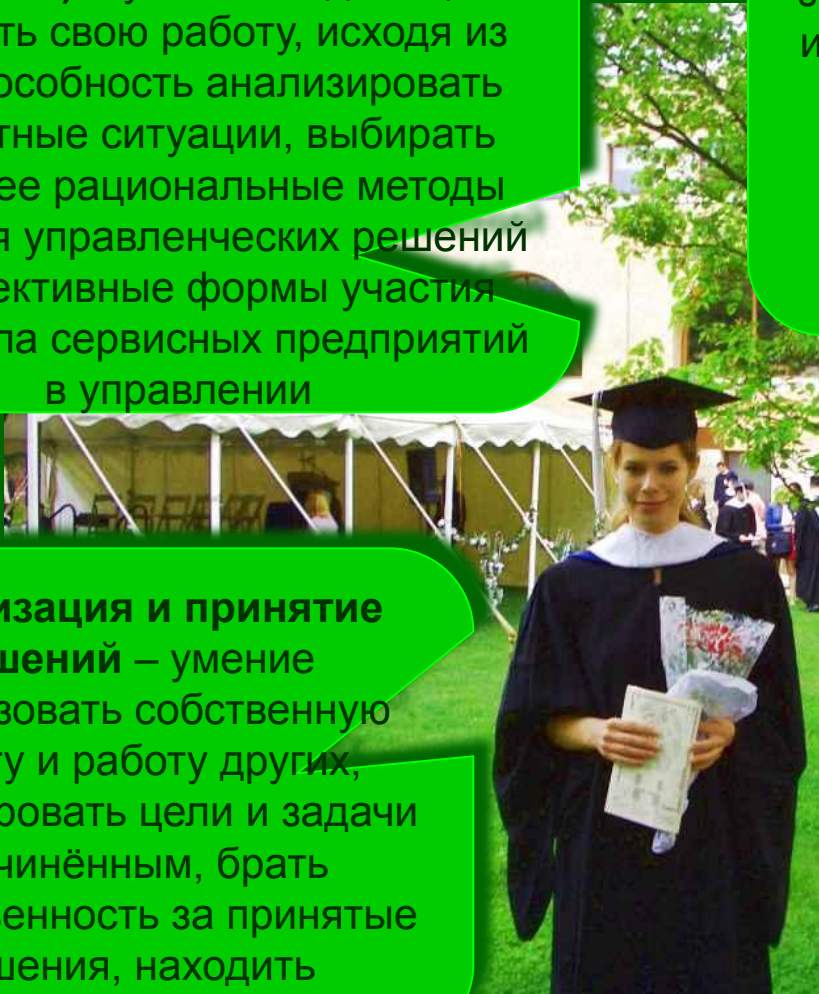 ть свою работу, исходя из
особность анализировать
тные ситуации, выбирать
ее рациональные методы
я управленческих решений
ективные формы участия
ла сервисных предприятий
в управлении
изация и принятие
шений – умение
зовать собственную
ту и работу других,
ровать цели и задачи
чинённым, брать
венность за принятые
шения, находить